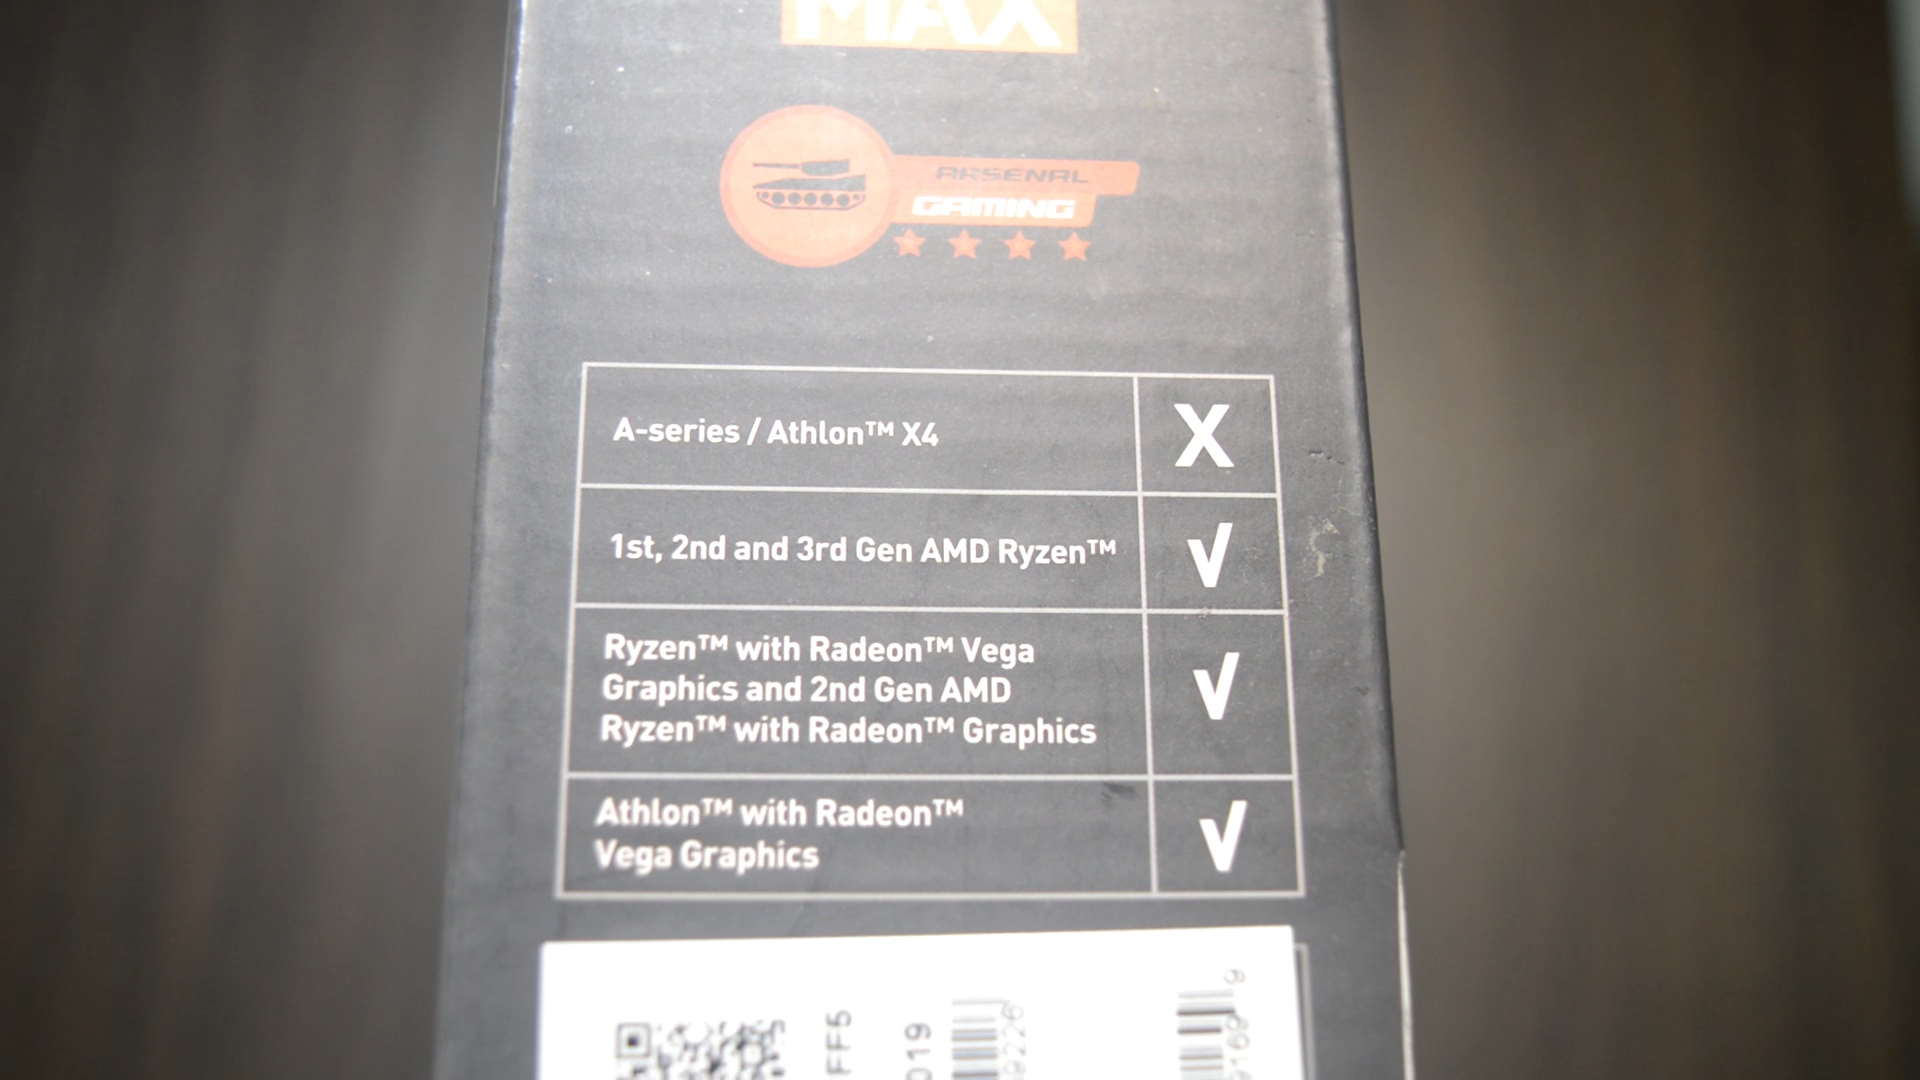 MAX
ARSENAL
GAMING
A-series / Athlon™ X4
X
1st, 2nd and 3rd Gen AMD Ryzen™
√
Ryzen™ with Radeon™ Vega
Graphics and 2nd Gen AMD
Ryzen™ with Radeon™ Graphics
√
Athlon™ with Radeon™
Vega Graphics
√
FF5
019